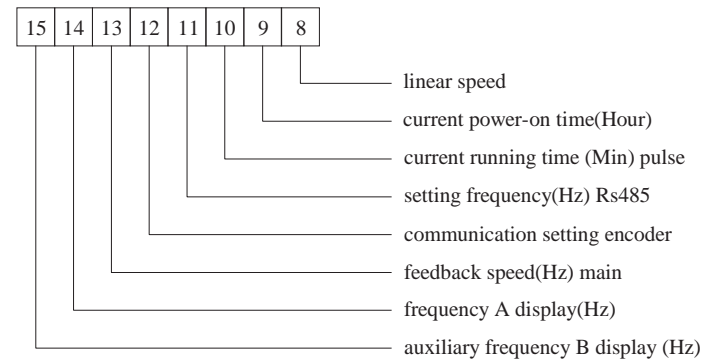 15 14 13 12 11 10 9 8
linear speed
current power-on time(Hour)
current running time (Min) pulse
setting frequency(Hz) Rs485
communication setting encoder
feedback speed(Hz) main
frequency A display(Hz)
auxiliary frequency B display (Hz)